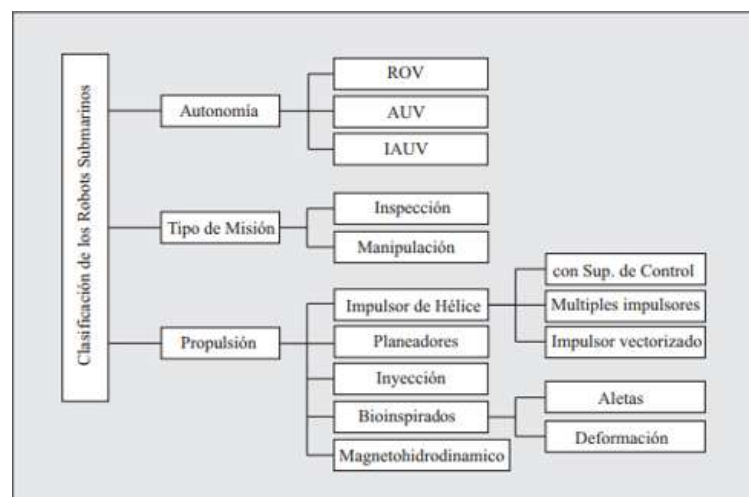 Clasificación de los Robots Submarinos
Autonomía
ROV
AUV
IAUV
Tipo de Misión
Inspección
Manipulación
Propulsión
Impulsor de Hélice
con Sup. de Control
Multiples impulsores
Impulsor vectorizado
Planeadores
Inyección
Bioinspirados
Aletas
Deformación
Magnetohidrodinamico